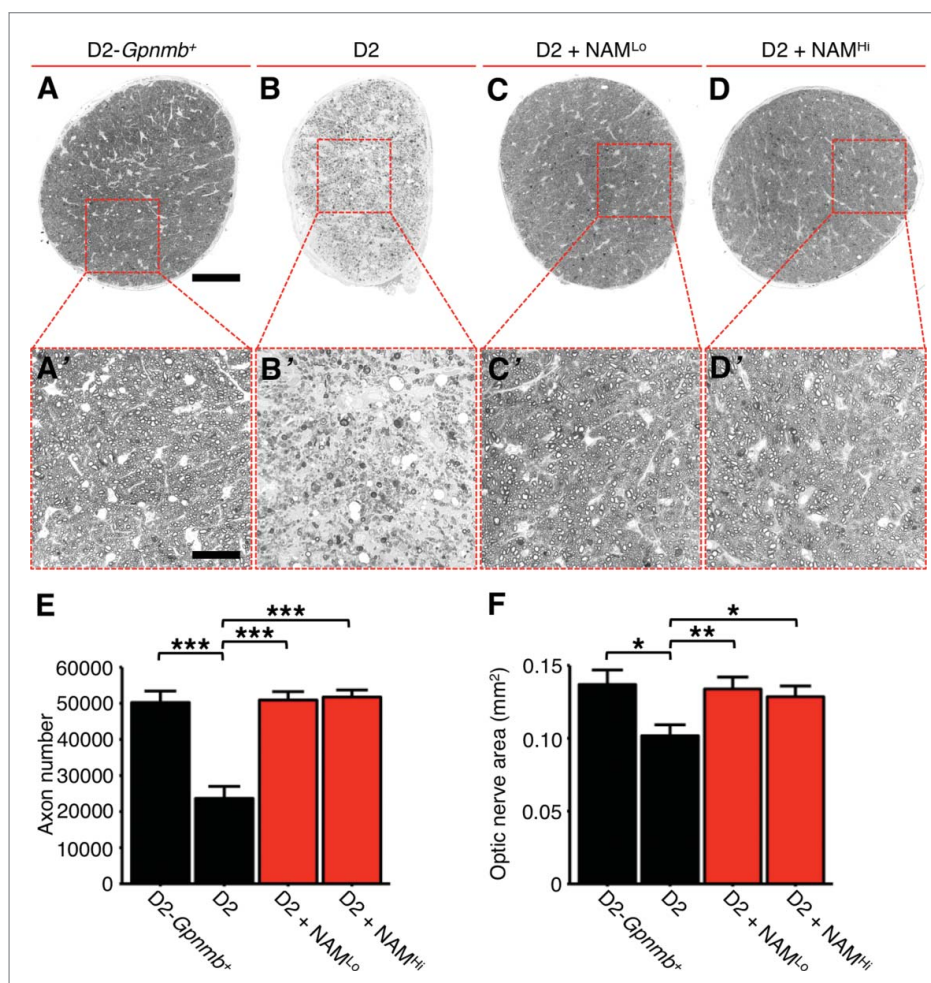 D2-Gpnmb+ D2 D2 + NAMLo D2 + NAMHi
A B C D
A' B' C' D'
E
***
***
***
Axon number
60000
50000
40000
30000
20000
10000
0
D2-Gpnmb+
D2
D2 + NAMLo
D2 + NAMHi
F
*
**
*
Optic nerve area (mm2)
0.15
0.10
0.05
0
D2-Gpnmb+
D2
D2 + NAMLo
D2 + NAMHi